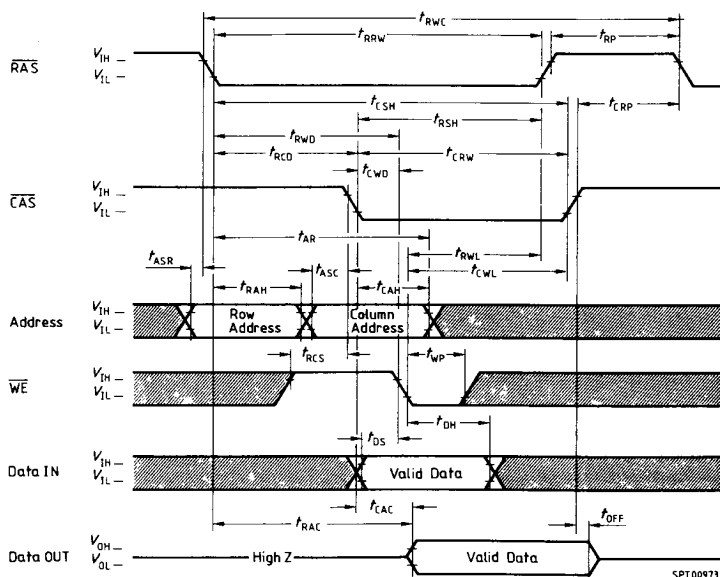 tRWC
tRRW
tRP
RAS
VIH
VIL
tCSH
tCRP
tRSH
tRWD
tRCD
tCRW
tCWD
CAS
VIH
VIL
tAR
tRWL
tASR
tASC
tCWL
tRAH
tCAH
Address
VIH
VIL
Row Address
Column Address
tRCS
tWP
WE
VIH
VIL
tDH
tDS
Data IN
VIH
VIL
Valid Data
tCAC
tRAC
tOFF
Data OUT
VOH
VOL
High Z
Valid Data
SPT00973